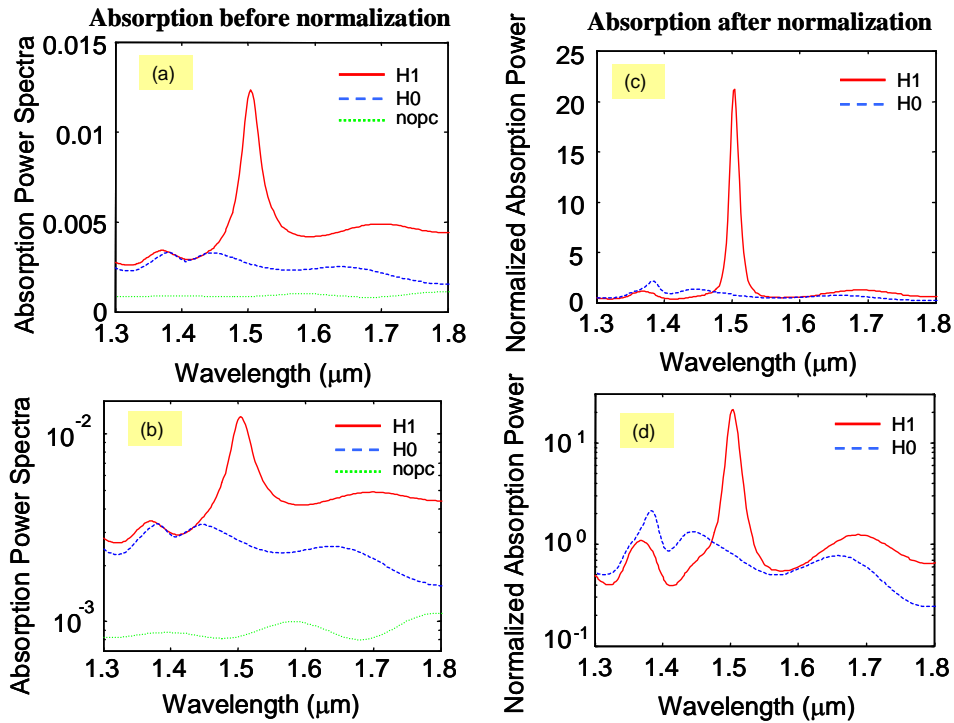 Absorption before normalization
Absorption Power Spectra
0.015
0.01
0.005
0
(a)
H1
H0
nopc
1.3 1.4 1.5 1.6 1.7 1.8
Wavelength (μm)
Absorption after normalization
Normalized Absorption Power
25
20
15
10
5
0
(c)
H1
H0
1.3 1.4 1.5 1.6 1.7 1.8
Wavelength (μm)
Absorption Power Spectra
10-2
10-3
(b)
H1
H0
nopc
1.3 1.4 1.5 1.6 1.7 1.8
Wavelength (μm)
Normalized Absorption Power
101
100
10-1
(d)
H1
H0
1.3 1.4 1.5 1.6 1.7 1.8
Wavelength (μm)